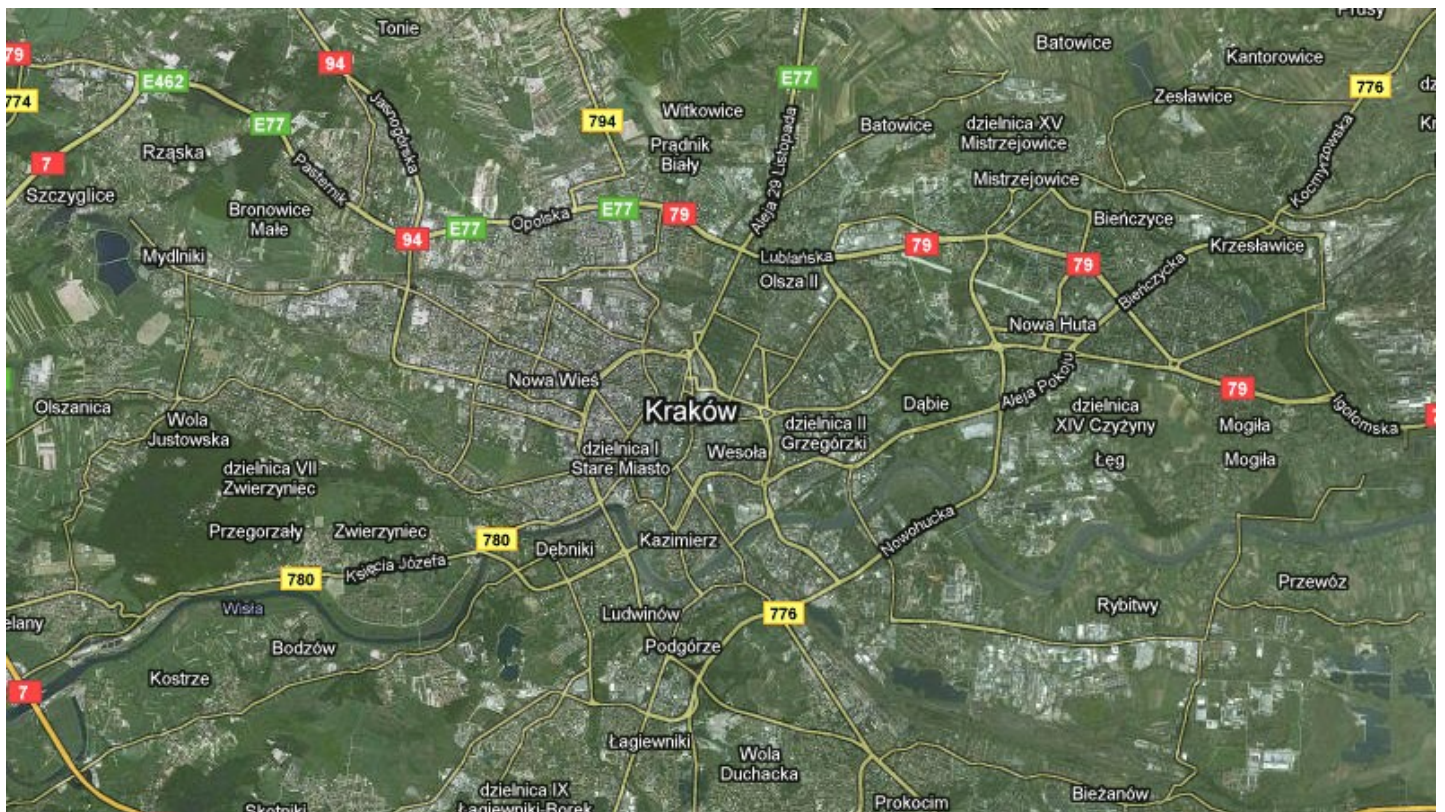 Tonie
79
94
E462
774
E77
E77
Batowice
Kantorowice
776
Zesławice
794
Witkowice
Prądnik
Biały
Aleja 29 Listopada
Batowice
dzielnica XV
Mistrzejowice
Jasnogórska
Rząska
7
Szczyglice
Pasternik
Mistrzejowice
Kocmyrzowska
Bronowice
Małe
94
E77
Opolska
E77
79
Bieńczyce
Mydlniki
Lublańska
79
Krzesławice
Olsza II
79
Bieńczycka
Nowa Huta
Nowa Wieś
Aleja Pokoju
79
Olszanica
Kraków
Dąbie
Igołomska
Wola
Justowska
dzielnica II
Grzegórzki
dzielnica
XIV Czyżyny
Mogiła
dzielnica I
Stare Miasto
Wesoła
Łęg
Mogiła
dzielnica VII
Zwierzyniec
Przegorzały
Zwierzyniec
780
Dębniki
Kazimierz
Nowohucka
Księcia Józefa
780
Przewóz
Wisła
Ludwinów
776
Rybitwy
elany
Bodzów
Podgórze
Kostrze
7
Łagiewniki
Wola
Duchacka
dzielnica IX
Łagiewniki-Borek
Bieżanów
Prokocim